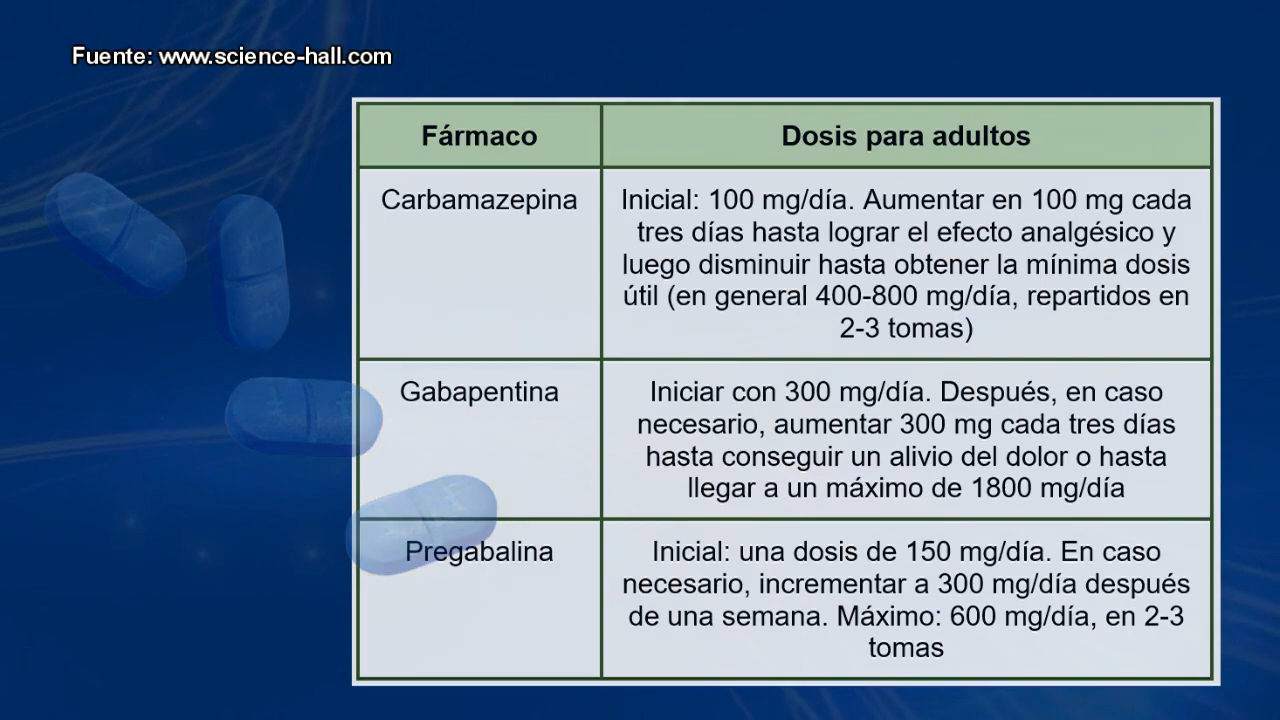 Fuente: www.science-hall.com
Fármaco
Dosis para adultos
Carbamazepina
Inicial: 100 mg/día. Aumentar en 100 mg cada
tres días hasta lograr el efecto analgésico y
luego disminuir hasta obtener la mínima dosis
útil (en general 400-800 mg/día, repartidos en
2-3 tomas)
Gabapentina
Iniciar con 300 mg/día. Después, en caso
necesario, aumentar 300 mg cada tres días
hasta conseguir un alivio del dolor o hasta
llegar a un máximo de 1800 mg/día
Pregabalina
Inicial: una dosis de 150 mg/día. En caso
necesario, incrementar a 300 mg/día después
de una semana. Máximo: 600 mg/día, en 2-3
tomas